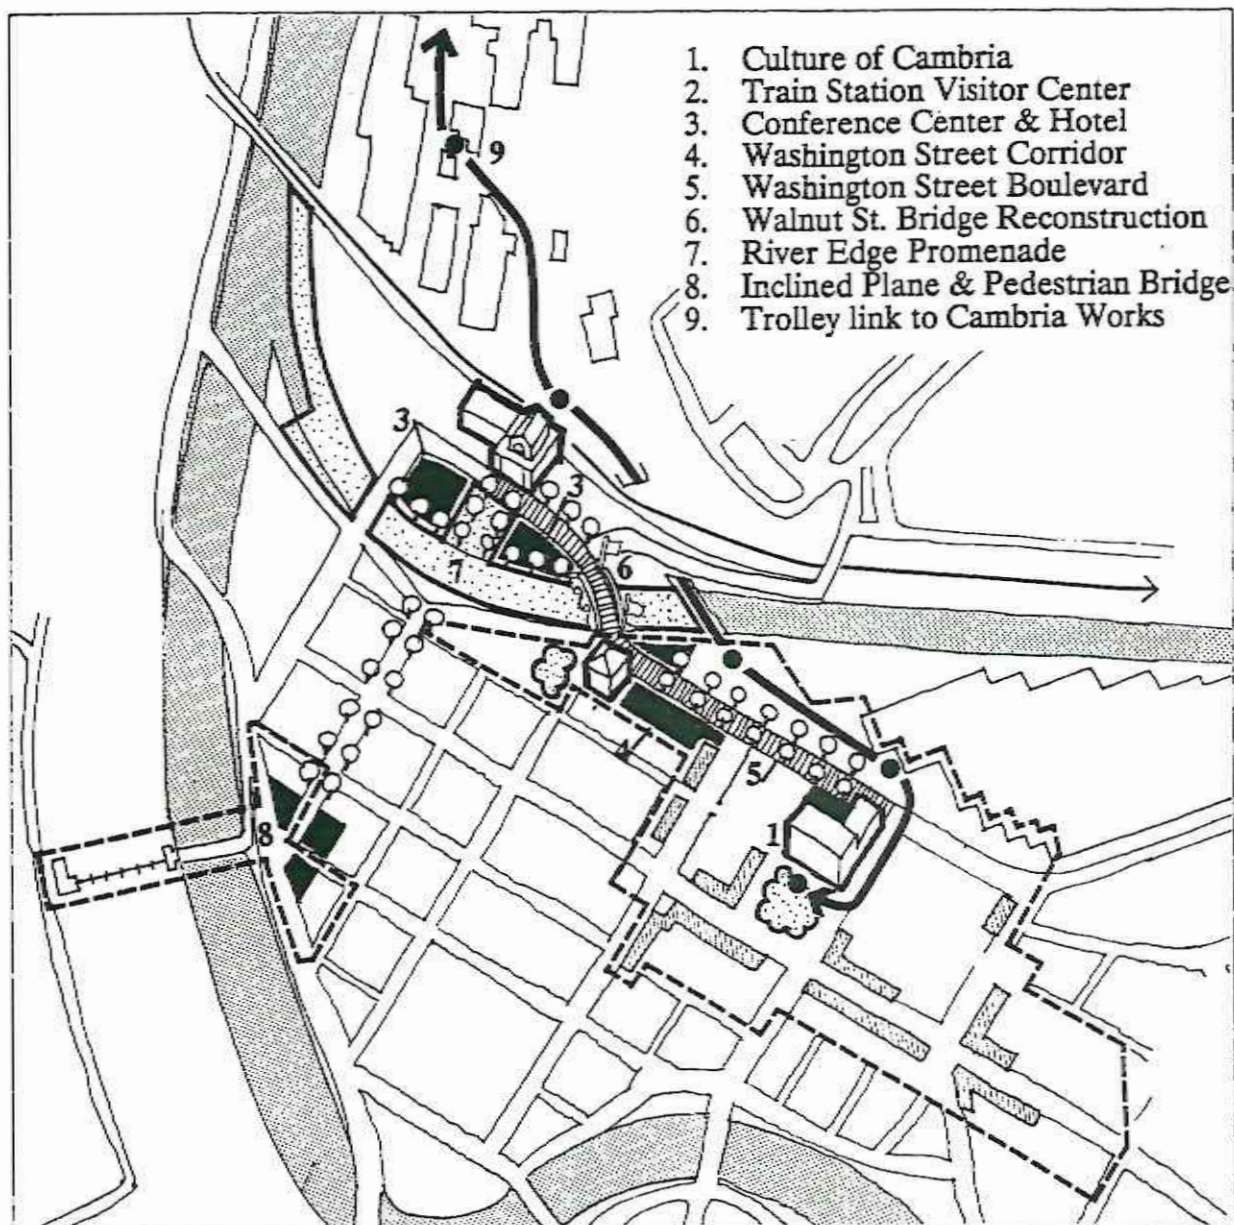 1. Culture of Cambria
2. Train Station Visitor Center
3. Conference Center & Hotel
4. Washington Street Corridor
5. Washington Street Boulevard
6. Walnut St. Bridge Reconstruction
7. River Edge Promenade
8. Inclined Plane & Pedestrian Bridge
9. Trolley link to Cambria Works
9
3
3
6
7
4
5
1
8